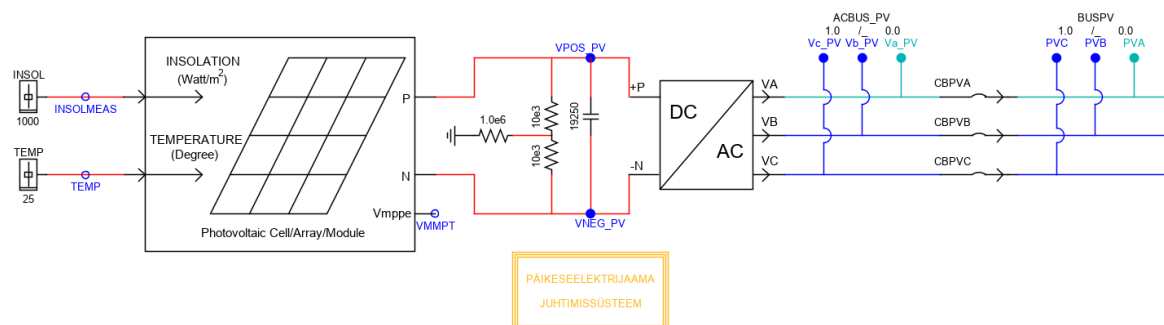 INSOL
1000
INSOLMEAS
TEMP
25
TEMP
INSOLATION
(Watt/m²)
TEMPERATURE
(Degree)
P
N
Vmppe
VMMPT
Photovoltaic Cell/Array/Module
1.0e6
10e3
10e3
19250
VPOS_PV
VNEG_PV
+P
-N
DC
AC
VA
VB
VC
ACBUS_PV
1.0 /_ 0.0
Vc_PV Vb_PV Va_PV
CBPVA
CBPVB
CBPVC
BUSPV
1.0 /_ 0.0
PVC PVB PVA
PÄIKESEELEKTRIJAAMA
JUHTIMISSÜSTEEM